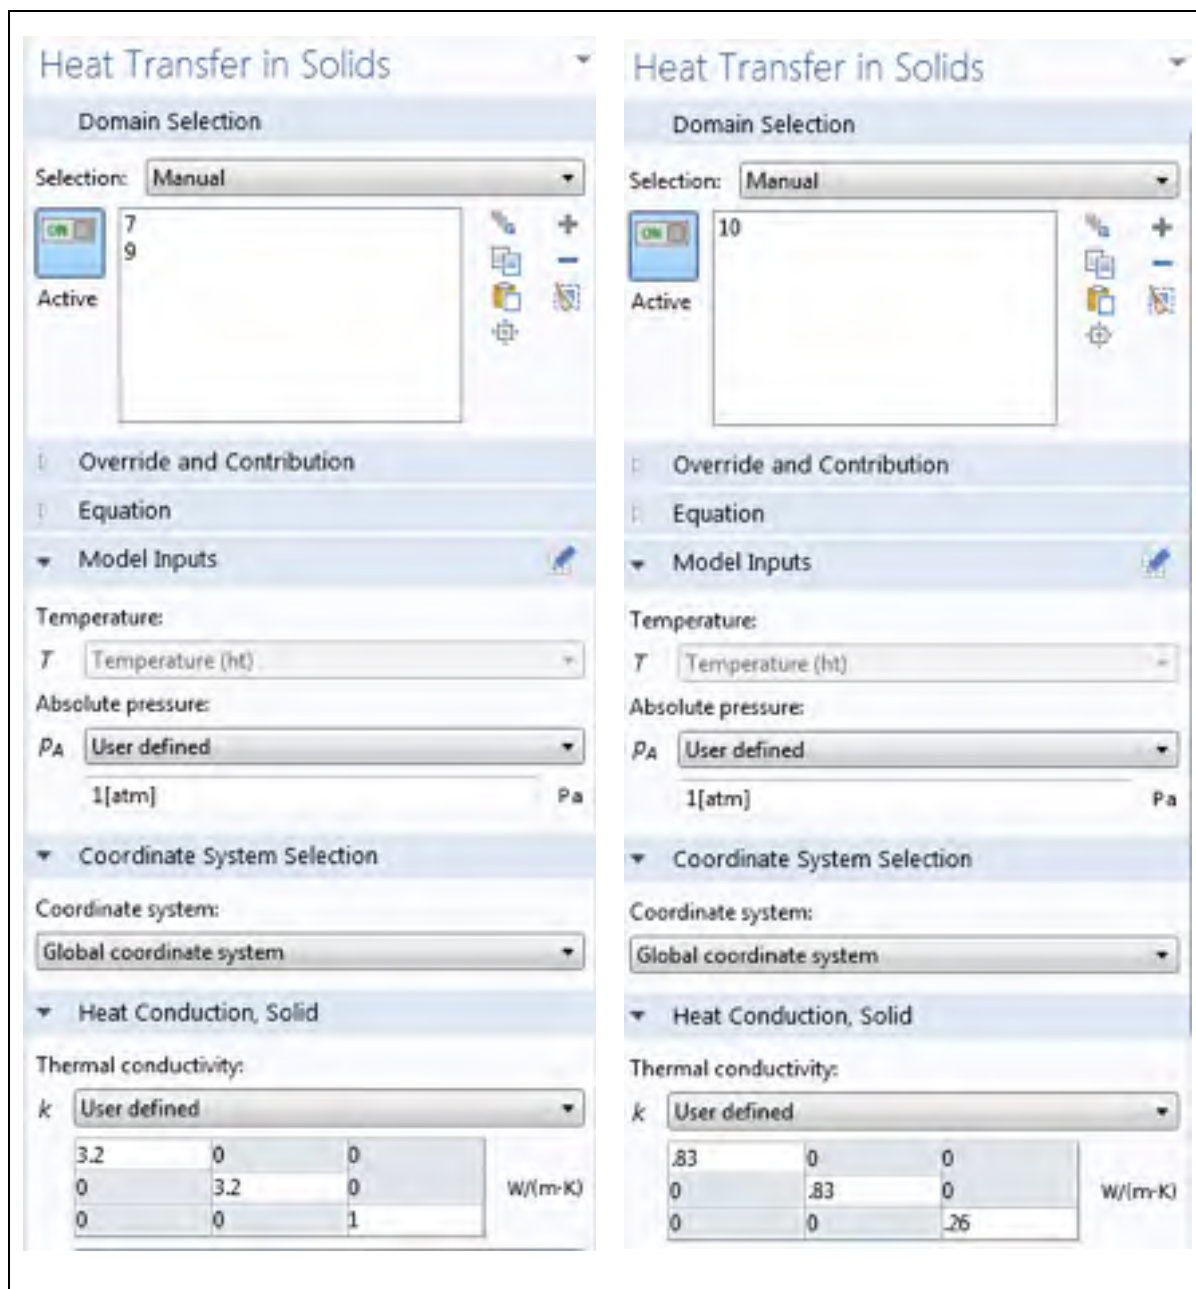 Heat Transfer in Solids
Domain Selection
Selection: Manual
ON
7
9
Active
Override and Contribution
Equation
Model Inputs
Temperature:
T Temperature (ht)
Absolute pressure:
pA User defined
1[atm] Pa
Coordinate System Selection
Coordinate system:
Global coordinate system
Heat Conduction, Solid
Thermal conductivity:
k User defined
3.2 0 0
0 3.2 0 W/(m·K)
0 0 1
Heat Transfer in Solids
Domain Selection
Selection: Manual
ON
10
Active
Override and Contribution
Equation
Model Inputs
Temperature:
T Temperature (ht)
Absolute pressure:
pA User defined
1[atm] Pa
Coordinate System Selection
Coordinate system:
Global coordinate system
Heat Conduction, Solid
Thermal conductivity:
k User defined
.83 0 0
0 .83 0 W/(m·K)
0 0 .26